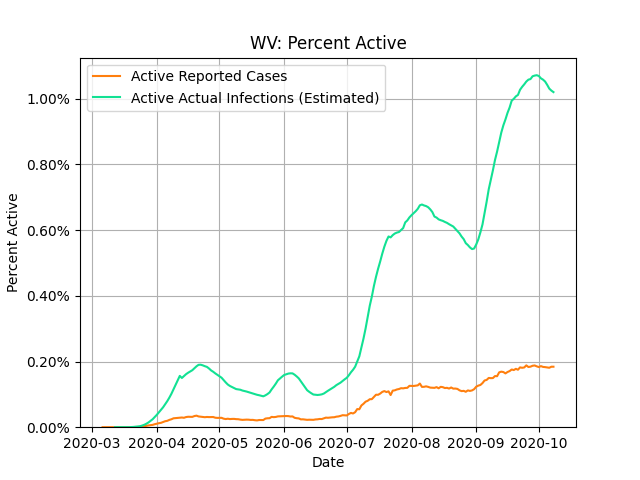 WV: Percent Active
Active Reported Cases
Active Actual Infections (Estimated)
Percent Active
1.00%
0.80%
0.60%
0.40%
0.20%
0.00%
2020-03 2020-04 2020-05 2020-06 2020-07 2020-08 2020-09 2020-10
Date